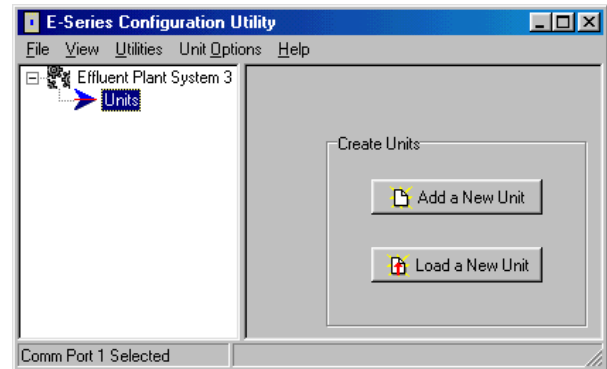 E-Series Configuration Utility
File View Utilities Unit Options Help
Effluent Plant System 3
Units
Create Units
Add a New Unit
Load a New Unit
Comm Port 1 Selected